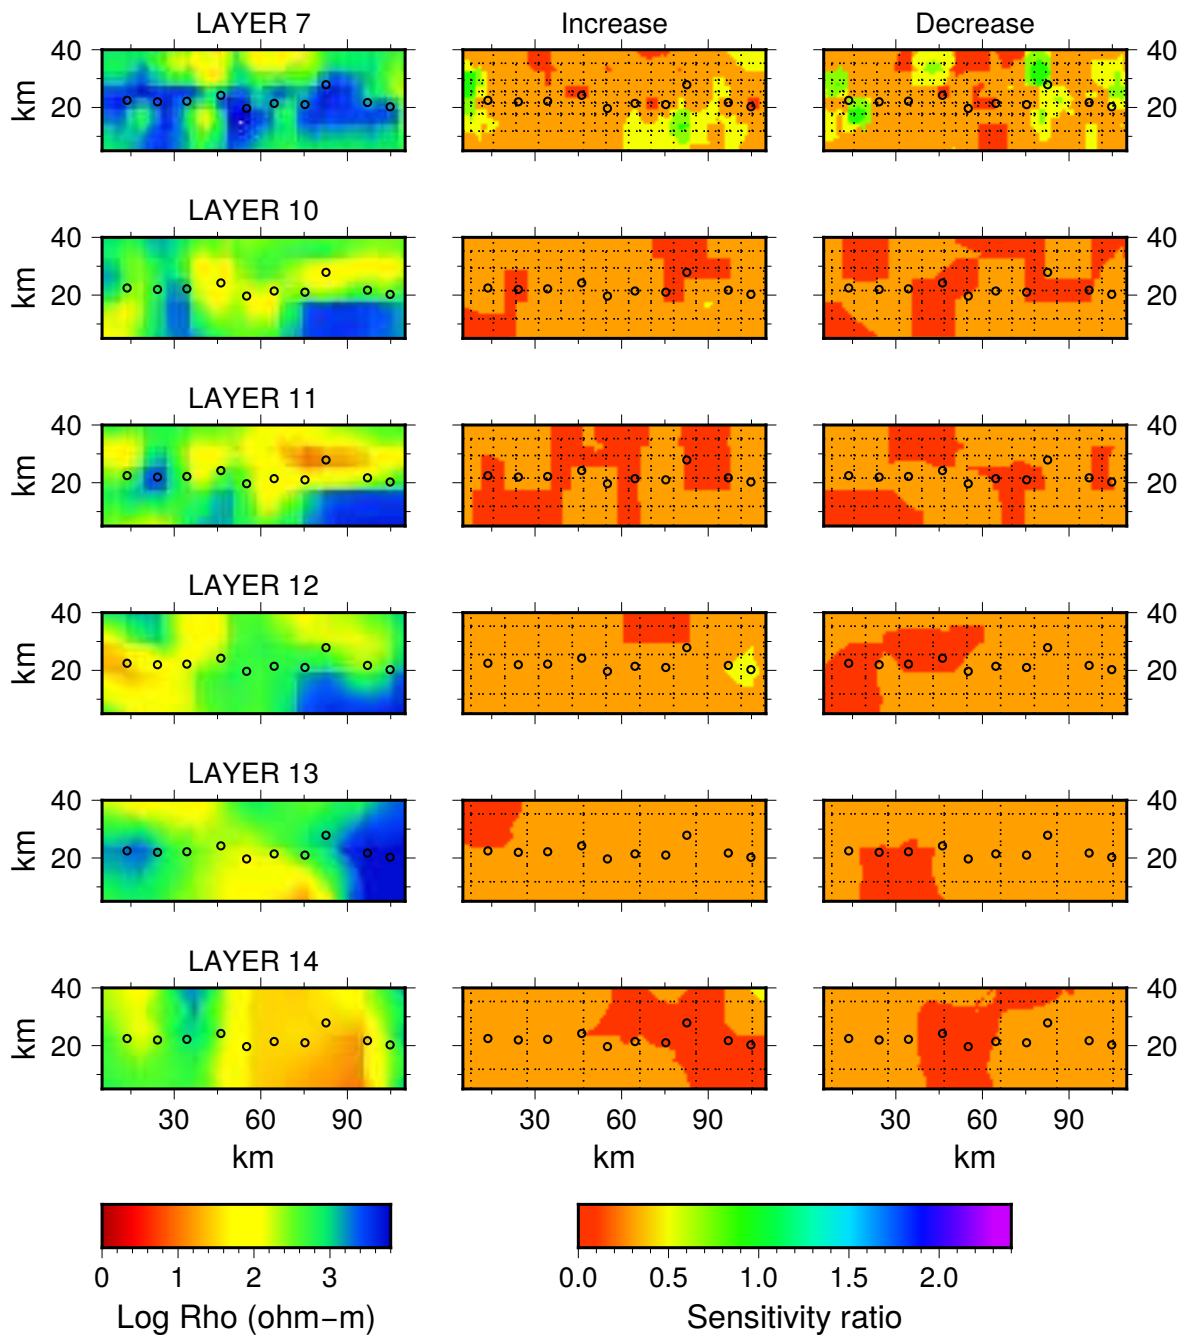 LAYER 7 Increase Decrease
40 40
km 20 20
LAYER 10
40 40
km 20 20
LAYER 11
40 40
km 20 20
LAYER 12
40 40
km 20 20
LAYER 13
40 40
km 20 20
LAYER 14
40 40
km 20 20
30 60 90 30 60 90 30 60 90
km km km
0 1 2 3 0.0 0.5 1.0 1.5 2.0
Log Rho (ohm−m) Sensitivity ratio